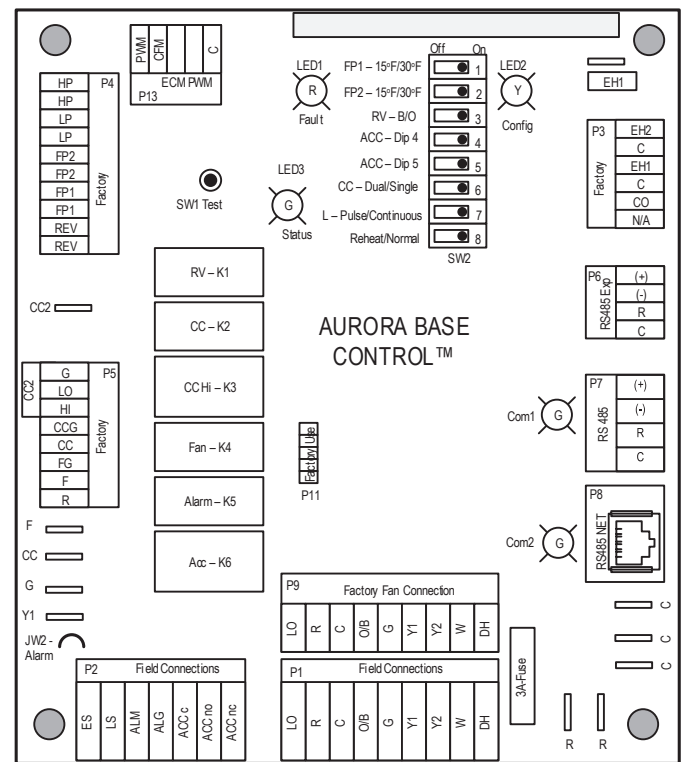 PWM
CFM
C
ECM PWM
P13
Off On
LED1
R
Fault
FP1 – 15ºF/30ºF 1
FP2 – 15ºF/30ºF 2
RV – B/O 3
ACC – Dip 4 4
ACC – Dip 5 5
CC – Dual/Single 6
L – Pulse/Continuous 7
Reheat/Normal 8
SW2
LED2
Y
Config
EH1
P4
HP
HP
LP
LP
FP2
FP2
FP1
FP1
REV
REV
Factory
SW1 Test
LED3
G
Status
P3
Factory
EH2
C
EH1
C
CO
N/A
RV – K1
CC – K2
CC Hi – K3
Fan – K4
Alarm – K5
Acc – K6
AURORA BASE
CONTROL™
P6
RS485 Exp
(+)
(-)
R
C
CC2
CC2
P5
G
LO
HI
CCG
CC
FG
F
R
Factory
Factory Use
P11
Com1 G
P7
RS 485
(+)
(-)
R
C
P8
RS485 NET
Com2 G
F
CC
G
Y1
JW2 -
Alarm
P9 Factory Fan Connection
LO R C O/B G Y1 Y2 W DH
P2 Field Connections
ES LS ALM ALG ACC c ACC no ACC nc
P1 Field Connections
LO R C O/B G Y1 Y2 W DH
3A-Fuse
C
C
C
R R